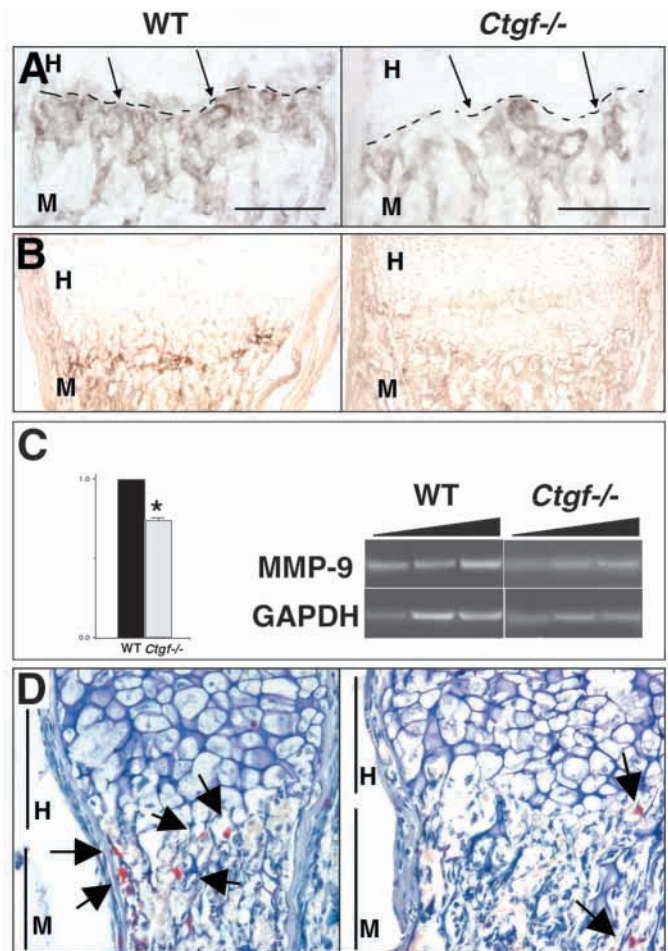 WT Ctgf-/-
A H H
M M
B H H
M M
C
1.0
*
0.0
WT Ctgf-/-
WT Ctgf-/-
MMP-9
GAPDH
D
H H
M M